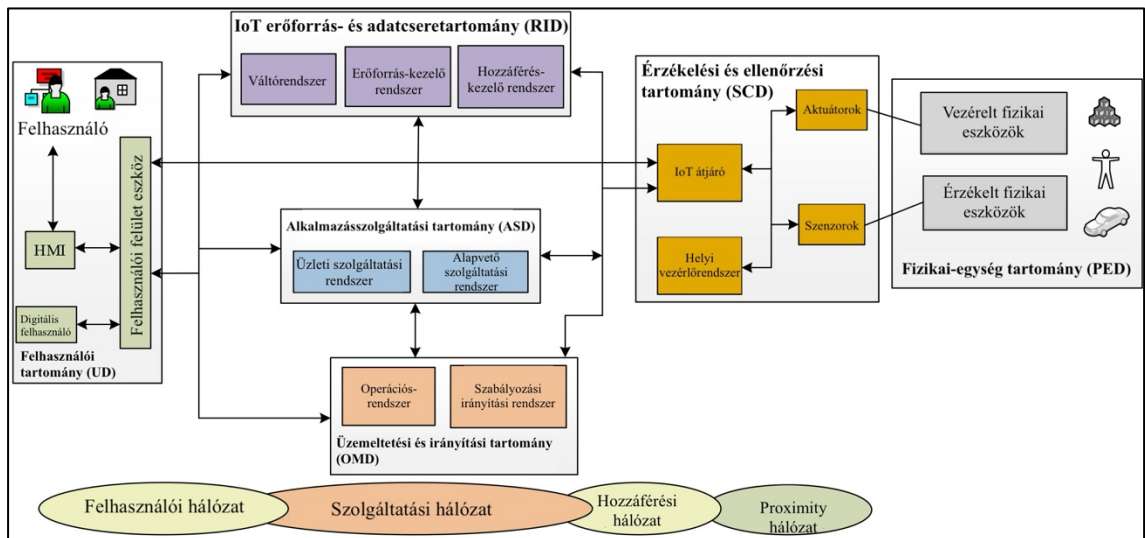 IoT erőforrás- és adatcseretartomány (RID)
Váltórendszer
Erőforrás-kezelő
rendszer
Hozzáférés-
kezelő rendszer
Felhasználó
HMI
Digitális
felhasználó
Felhasználói felület eszköz
Felhasználói
tartomány (UD)
Alkalmazásszolgáltatási tartomány (ASD)
Üzleti szolgáltatási
rendszer
Alapvető
szolgáltatási rendszer
Operációs-
rendszer
Szabályozási
irányítási rendszer
Üzemeltetési és irányítási tartomány
(OMD)
Érzékelési és ellenőrzési
tartomány (SCD)
Aktuátorok
IoT átjáró
Szenzorok
Helyi
vezérlőrendszer
Vezérelt fizikai
eszközök
Érzékelt fizikai
eszközök
Fizikai-egység tartomány (PED)
Felhasználói hálózat
Szolgáltatási hálózat
Hozzáférési
hálózat
Proximity
hálózat